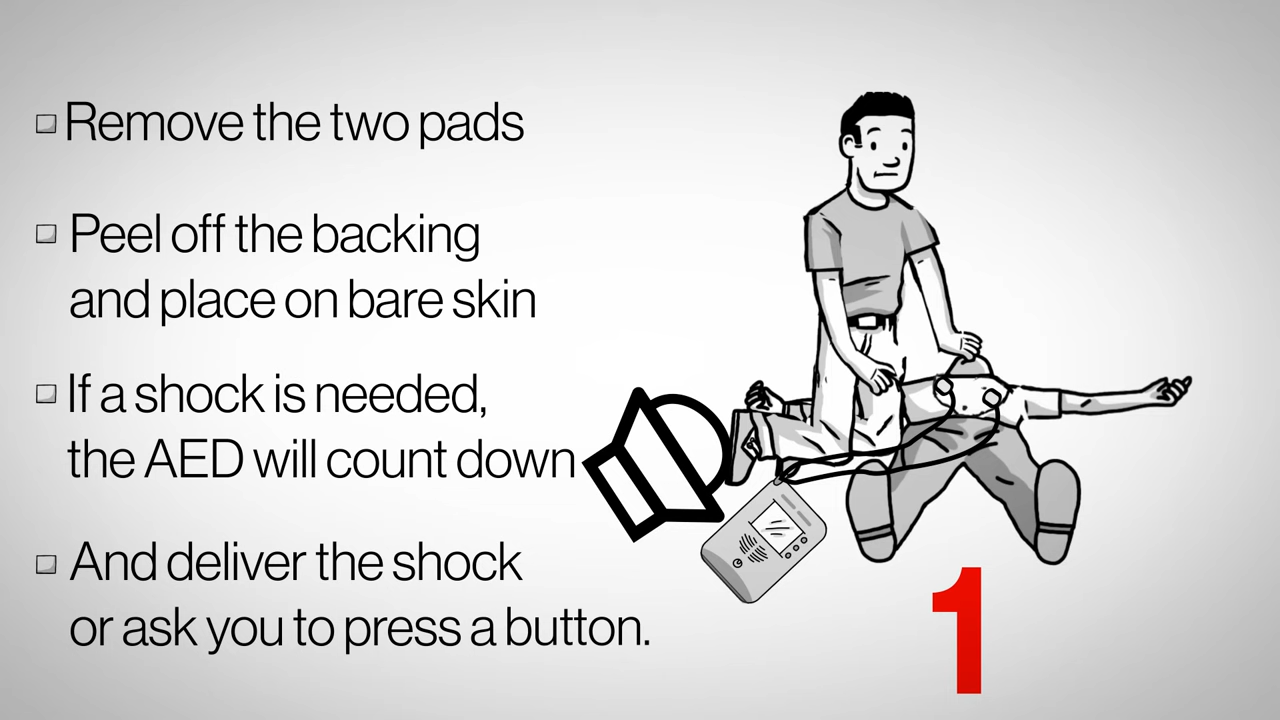 Remove the two pads
Peel off the backing
and place on bare skin
If a shock is needed,
the AED will count down
And deliver the shock
or ask you to press a button.
1